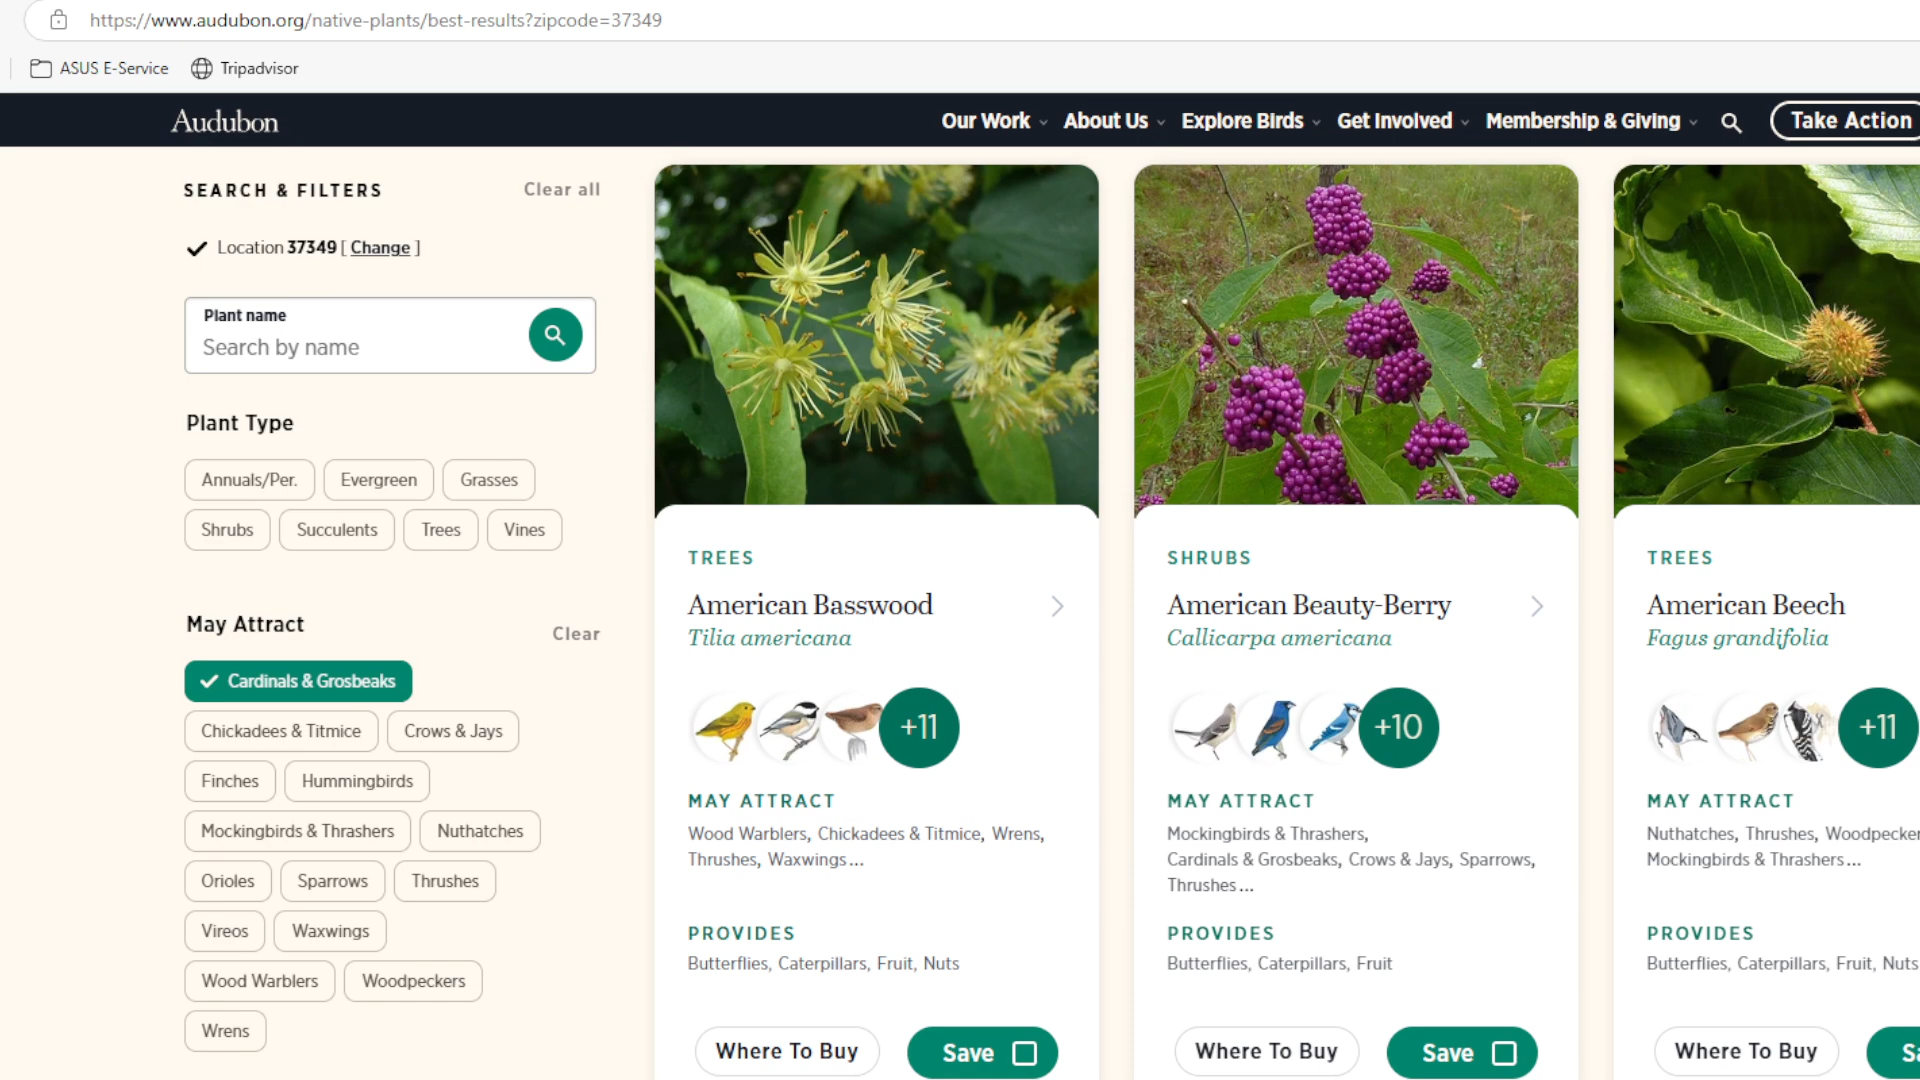 https://www.audubon.org/native-plants/best-results?zipcode=37349
ASUS E-Service
Tripadvisor
Audubon
Our Work
About Us
Explore Birds
Get Involved
Membership & Giving
Take Action
SEARCH & FILTERS
Clear all
Location 37349 [ Change ]
Plant name
Search by name
Plant Type
Annuals/Per.
Evergreen
Grasses
Shrubs
Succulents
Trees
Vines
May Attract
Clear
Cardinals & Grosbeaks
Chickadees & Titmice
Crows & Jays
Finches
Hummingbirds
Mockingbirds & Thrashers
Nuthatches
Orioles
Sparrows
Thrushes
Vireos
Waxwings
Wood Warblers
Woodpeckers
Wrens
TREES
American Basswood
Tilia americana
+11
MAY ATTRACT
Wood Warblers, Chickadees & Titmice, Wrens,
Thrushes, Waxwings...
PROVIDES
Butterflies, Caterpillars, Fruit, Nuts
Where To Buy
Save
SHRUBS
American Beauty-Berry
Callicarpa americana
+10
MAY ATTRACT
Mockingbirds & Thrashers,
Cardinals & Grosbeaks, Crows & Jays, Sparrows,
Thrushes...
PROVIDES
Butterflies, Caterpillars, Fruit
Where To Buy
Save
TREES
American Beech
Fagus grandifolia
+11
MAY ATTRACT
Nuthatches, Thrushes, Woodpecker
Mockingbirds & Thrashers...
PROVIDES
Butterflies, Caterpillars, Fruit, Nuts
Where To Buy